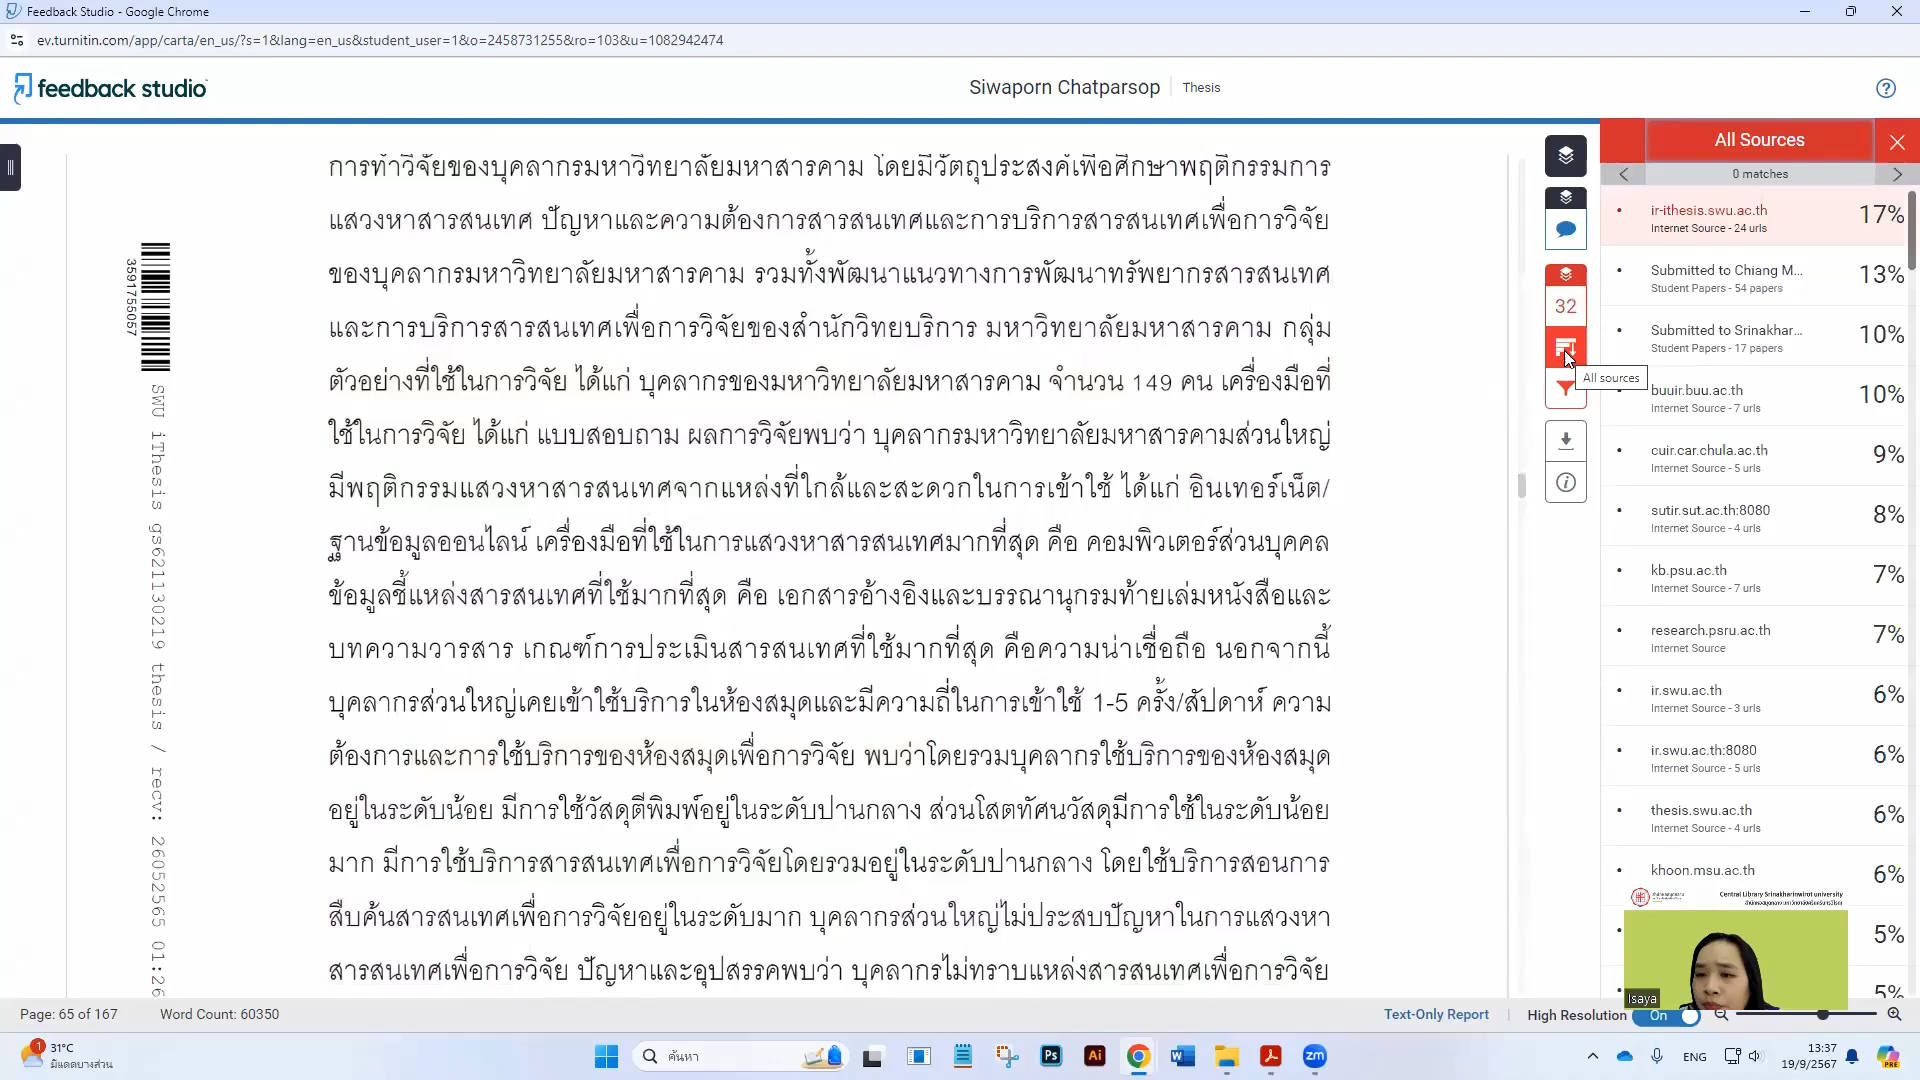 Feedback Studio - Google Chrome
ev.turnitin.com/app/carta/en_us/?s=1&lang=en_us&student_user=1&o=2458731255&ro=103&u=1082942474
feedback studio
Siwaporn Chatparsop
Thesis
การทำวิจัยของบุคลากรมหาวิทยาลัยมหาสารคาม โดยมีวัตถุประสงค์เพื่อศึกษาพฤติกรรมการ
แสวงหาสารสนเทศ ปัญหาและความต้องการสารสนเทศและการบริการสารสนเทศเพื่อการวิจัย
ของบุคลากรมหาวิทยาลัยมหาสารคาม รวมทั้งพัฒนาแนวทางการพัฒนาทรัพยากรสารสนเทศ
และการบริการสารสนเทศเพื่อการวิจัยของสำนักวิทยบริการ มหาวิทยาลัยมหาสารคาม กลุ่ม
ตัวอย่างที่ใช้ในการวิจัย ได้แก่ บุคลากรของมหาวิทยาลัยมหาสารคาม จำนวน 149 คน เครื่องมือที่
ใช้ในการวิจัย ได้แก่ แบบสอบถาม ผลการวิจัยพบว่า บุคลากรมหาวิทยาลัยมหาสารคามส่วนใหญ่
มีพฤติกรรมแสวงหาสารสนเทศจากแหล่งที่ใกล้และสะดวกในการเข้าใช้ ได้แก่ อินเทอร์เน็ต/
ฐานข้อมูลออนไลน์ เครื่องมือที่ใช้ในการแสวงหาสารสนเทศมากที่สุด คือ คอมพิวเตอร์ส่วนบุคคล
ข้อมูลชี้แหล่งสารสนเทศที่ใช้มากที่สุด คือ เอกสารอ้างอิงและบรรณานุกรมท้ายเล่มหนังสือและ
บทความวารสาร เกณฑ์การประเมินสารสนเทศที่ใช้มากที่สุด คือความน่าเชื่อถือ นอกจากนี้
บุคลากรส่วนใหญ่เคยเข้าใช้บริการในห้องสมุดและมีความถี่ในการเข้าใช้ 1-5 ครั้ง/สัปดาห์ ความ
ต้องการและการใช้บริการของห้องสมุดเพื่อการวิจัย พบว่าโดยรวมบุคลากรใช้บริการของห้องสมุด
อยู่ในระดับน้อย มีการใช้วัสดุตีพิมพ์อยู่ในระดับปานกลาง ส่วนโสตทัศนวัสดุมีการใช้ในระดับน้อย
มาก มีการใช้บริการสารสนเทศเพื่อการวิจัยโดยรวมอยู่ในระดับปานกลาง โดยใช้บริการสอนการ
สืบค้นสารสนเทศเพื่อการวิจัยอยู่ในระดับมาก บุคลากรส่วนใหญ่ไม่ประสบปัญหาในการแสวงหา
สารสนเทศเพื่อการวิจัย ปัญหาและอุปสรรคพบว่า บุคลากรไม่ทราบแหล่งสารสนเทศเพื่อการวิจัย
3591755057
SWU iThesis gs621130219 thesis / recv: 26052565 01:26
32
All sources
All Sources
0 matches
ir-ithesis.swu.ac.th 17%
Internet Source - 24 urls
Submitted to Chiang M... 13%
Student Papers - 54 papers
Submitted to Srinakhar... 10%
Student Papers - 17 papers
buuir.buu.ac.th 10%
Internet Source - 7 urls
cuir.car.chula.ac.th 9%
Internet Source - 5 urls
sutir.sut.ac.th:8080 8%
Internet Source - 4 urls
kb.psu.ac.th 7%
Internet Source - 7 urls
research.psru.ac.th 7%
Internet Source
ir.swu.ac.th 6%
Internet Source - 3 urls
ir.swu.ac.th:8080 6%
Internet Source - 5 urls
thesis.swu.ac.th 6%
Internet Source - 4 urls
khoon.msu.ac.th 6%
Central Library Srinakharinwirot university
5%
5%
Isaya
Page: 65 of 167
Word Count: 60350
Text-Only Report
High Resolution On
1
31°C
มีแดดบางส่วน
ค้นหา
Ps
Ai
W
zm
ENG
13:37
19/9/2567
PRE